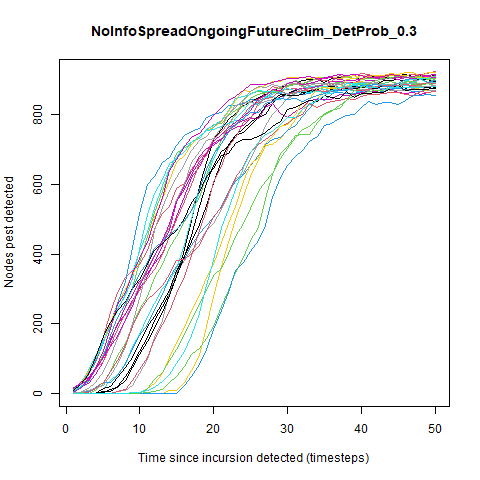 NoInfoSpreadOngoingFutureClim_DetProb_0.3
Nodes pest detected
800
600
400
200
0
0 10 20 30 40 50
Time since incursion detected (timesteps)